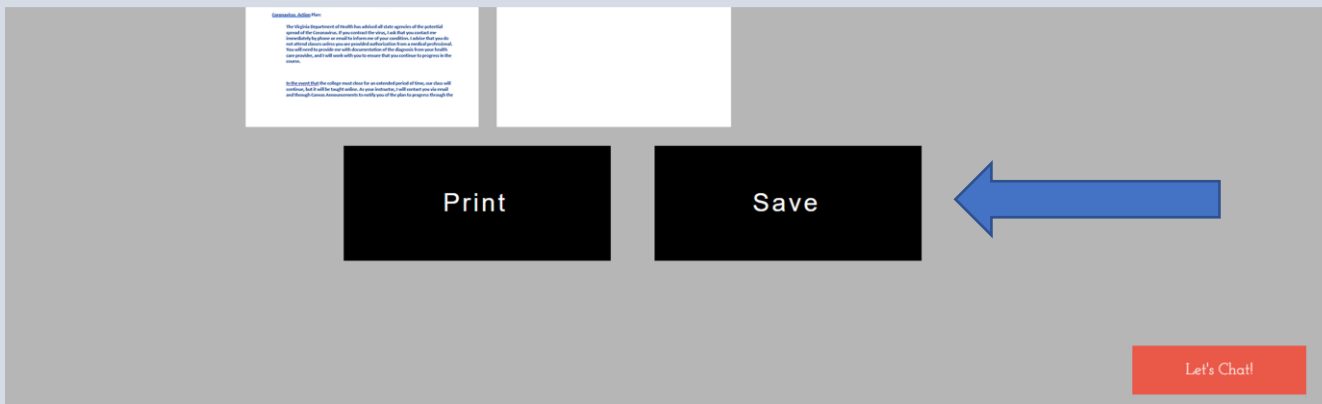 Coronavirus Action Plan:
The Virginia Department of Health has advised all state agencies of the potential
spread of the Coronavirus. If you contract the virus, I ask that you contact me
immediately by phone or email to inform me of your condition. I advise that you do
not attend classes unless you are provided authorization from a medical professional.
You will need to provide me with documentation of the diagnosis from your health
care provider, and I will work with you to ensure that you continue to progress in the
course.
In the event that the college must close for an extended period of time, our class will
continue, but it will be taught online. As your instructor, I will contact you via email
and through Canvas Announcements to notify you of the plan to progress through the
Print
Save
Let's Chat!